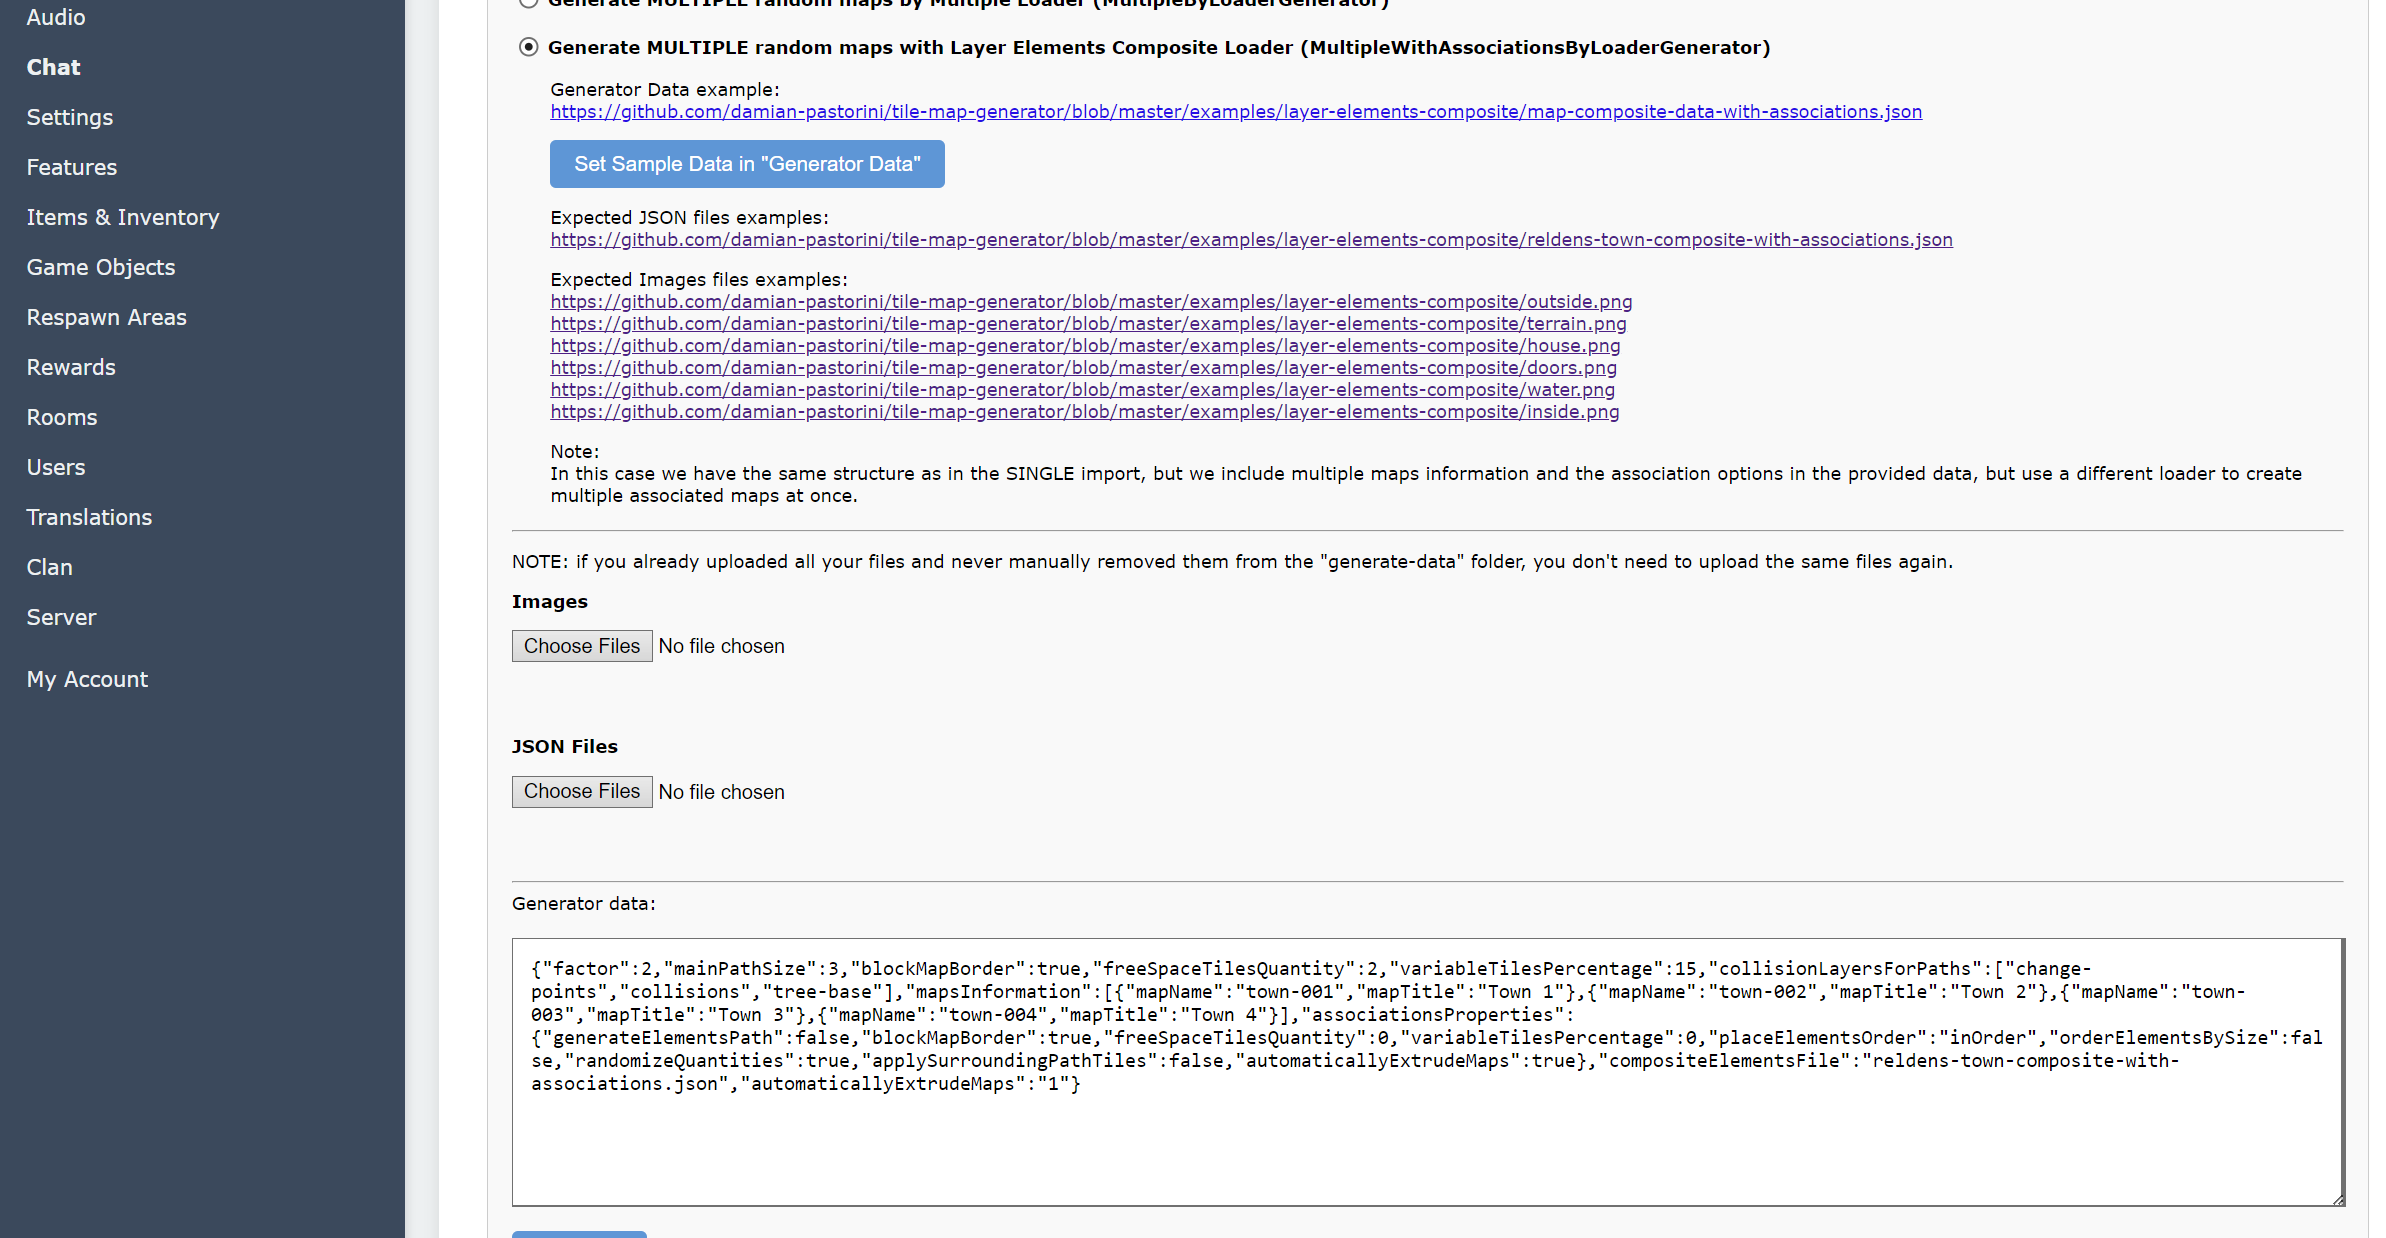 Audio
Chat
Settings
Features
Items & Inventory
Game Objects
Respawn Areas
Rewards
Rooms
Users
Translations
Clan
Server
My Account
Generate MULTIPLE random maps by Multiple Loader (MultipleByLoaderGenerator)
Generate MULTIPLE random maps with Layer Elements Composite Loader (MultipleWithAssociationsByLoaderGenerator)
Generator Data example:
https://github.com/damian-pastorini/tile-map-generator/blob/master/examples/layer-elements-composite/map-composite-data-with-associations.json
Set Sample Data in "Generator Data"
Expected JSON files examples:
https://github.com/damian-pastorini/tile-map-generator/blob/master/examples/layer-elements-composite/reldens-town-composite-with-associations.json
Expected Images files examples:
https://github.com/damian-pastorini/tile-map-generator/blob/master/examples/layer-elements-composite/outside.png
https://github.com/damian-pastorini/tile-map-generator/blob/master/examples/layer-elements-composite/terrain.png
https://github.com/damian-pastorini/tile-map-generator/blob/master/examples/layer-elements-composite/house.png
https://github.com/damian-pastorini/tile-map-generator/blob/master/examples/layer-elements-composite/doors.png
https://github.com/damian-pastorini/tile-map-generator/blob/master/examples/layer-elements-composite/water.png
https://github.com/damian-pastorini/tile-map-generator/blob/master/examples/layer-elements-composite/inside.png
Note:
In this case we have the same structure as in the SINGLE import, but we include multiple maps information and the association options in the provided data, but use a different loader to create
multiple associated maps at once.
NOTE: if you already uploaded all your files and never manually removed them from the "generate-data" folder, you don't need to upload the same files again.
Images
Choose Files No file chosen
JSON Files
Choose Files No file chosen
Generator data:
{"factor":2,"mainPathSize":3,"blockMapBorder":true,"freeSpaceTilesQuantity":2,"variableTilesPercentage":15,"collisionLayersForPaths":["change-
points","collisions","tree-base"],"mapsInformation":[{"mapName":"town-001","mapTitle":"Town 1"},{"mapName":"town-002","mapTitle":"Town 2"},{"mapName":"town-
003","mapTitle":"Town 3"},{"mapName":"town-004","mapTitle":"Town 4"}],"associationsProperties":
{"generateElementsPath":false,"blockMapBorder":true,"freeSpaceTilesQuantity":0,"variableTilesPercentage":0,"placeElementsOrder":"inOrder","orderElementsBySize":fal
se,"randomizeQuantities":true,"applySurroundingPathTiles":false,"automaticallyExtrudeMaps":true},"compositeElementsFile":"reldens-town-composite-with-
associations.json","automaticallyExtrudeMaps":"1"}